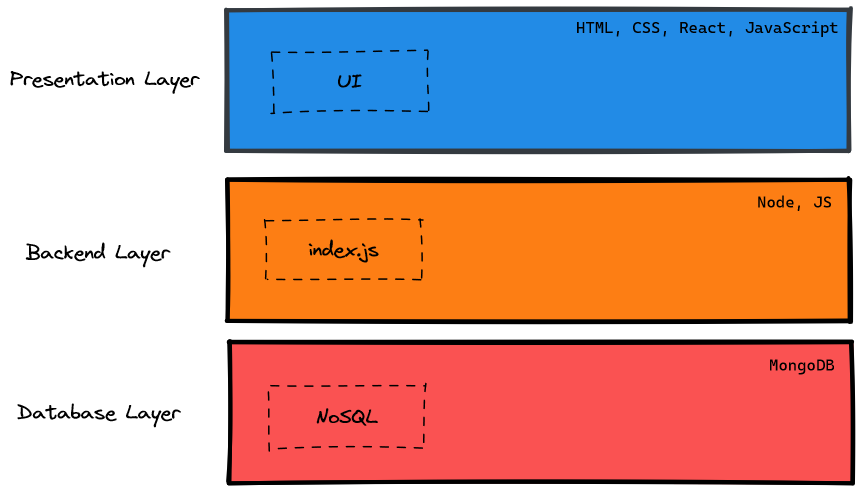 HTML, CSS, React, JavaScript
Presentation Layer
UI
Node, JS
Backend Layer
index.js
MongoDB
Database Layer
NoSQL